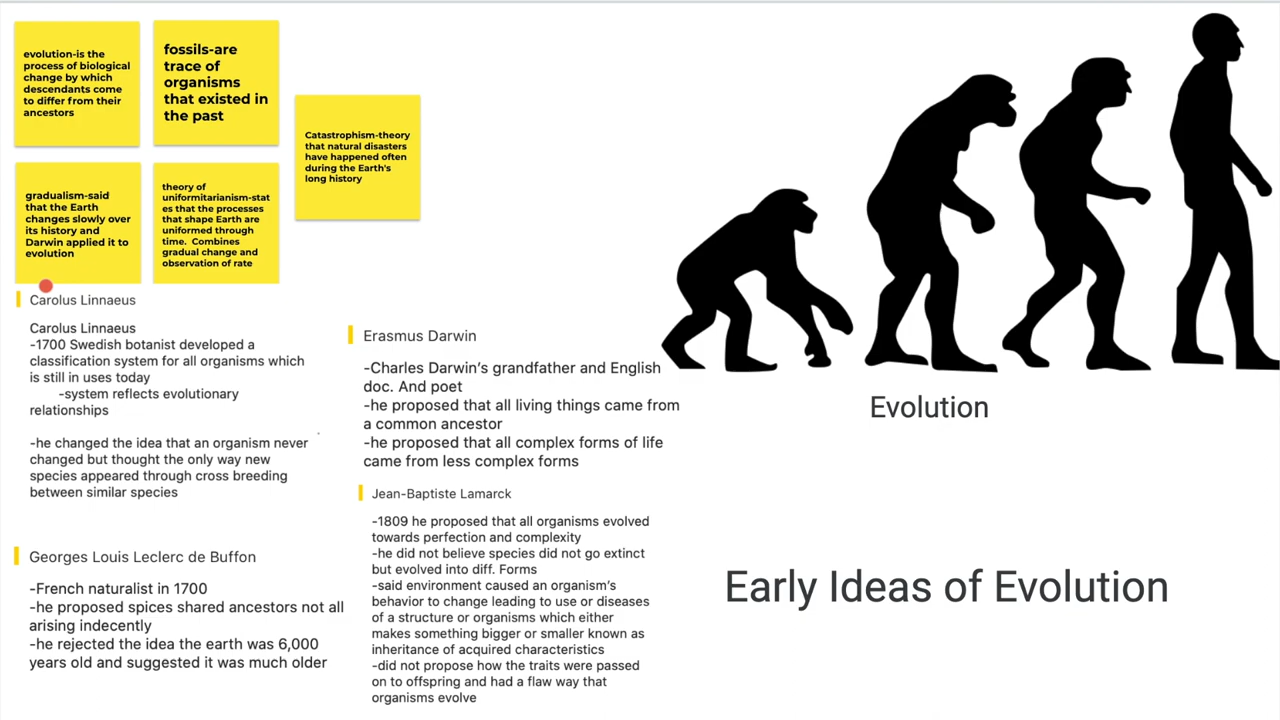 evolution-is the
process of biological
change by which
descendants come
to differ from their
ancestors
fossils-are
trace of
organisms
that existed in
the past
Catastrophism-theory
that natural disasters
have happened often
during the Earth's
long history
gradualism-said
that the Earth
changes slowly over
its history and
Darwin applied it to
evolution
theory of
uniformitarianism-stat
es that the processes
that shape Earth are
uniformed through
time. Combines
gradual change and
observation of rate
Carolus Linnaeus
Carolus Linnaeus
-1700 Swedish botanist developed a
classification system for all organisms which
is still in uses today
-system reflects evolutionary
relationships
-he changed the idea that an organism never
changed but thought the only way new
species appeared through cross breeding
between similar species
Georges Louis Leclerc de Buffon
-French naturalist in 1700
-he proposed spices shared ancestors not all
arising indecently
-he rejected the idea the earth was 6,000
years old and suggested it was much older
Erasmus Darwin
-Charles Darwin's grandfather and English
doc. And poet
-he proposed that all living things came from
a common ancestor
-he proposed that all complex forms of life
came from less complex forms
Jean-Baptiste Lamarck
-1809 he proposed that all organisms evolved
towards perfection and complexity
-he did not believe species did not go extinct
but evolved into diff. Forms
-said environment caused an organism's
behavior to change leading to use or diseases
of a structure or organisms which either
makes something bigger or smaller known as
inheritance of acquired characteristics
-did not propose how the traits were passed
on to offspring and had a flaw way that
organisms evolve
Evolution
Early Ideas of Evolution